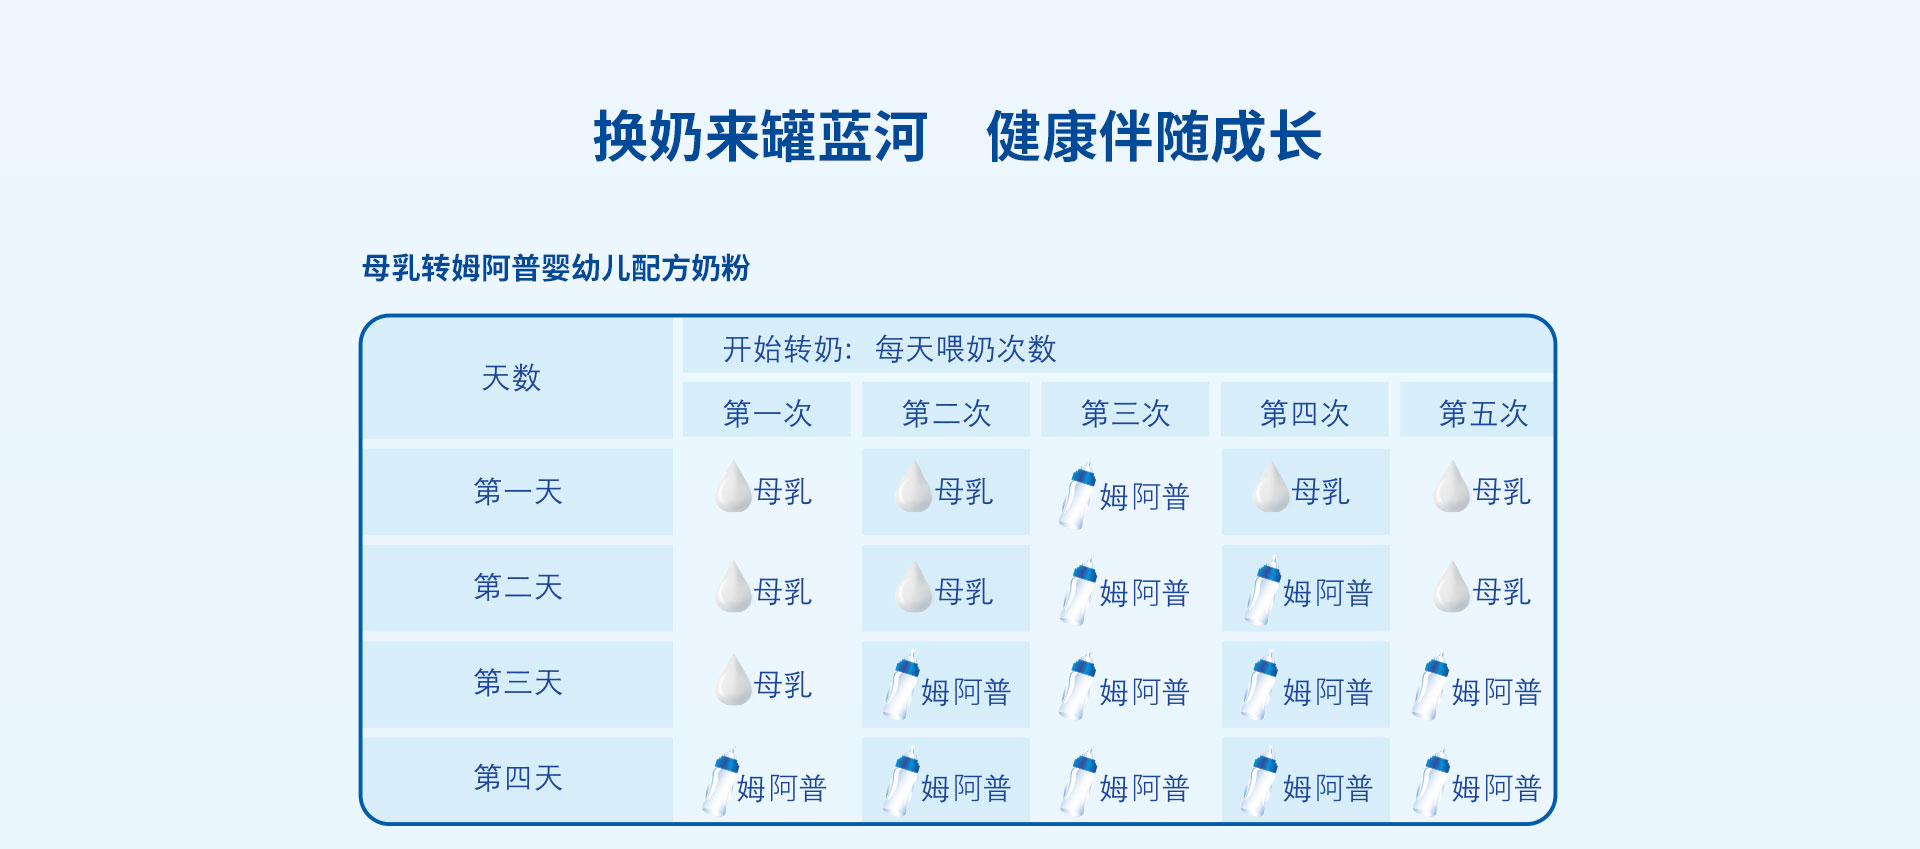 换奶来罐蓝河 健康伴随成长
母乳转姆阿普婴幼儿配方奶粉
天数
开始转奶：每天喂奶次数
第一次 第二次 第三次 第四次 第五次
第一天 母乳 母乳 姆阿普 母乳 母乳
第二天 母乳 母乳 姆阿普 姆阿普 母乳
第三天 母乳 姆阿普 姆阿普 姆阿普 姆阿普
第四天 姆阿普 姆阿普 姆阿普 姆阿普 姆阿普